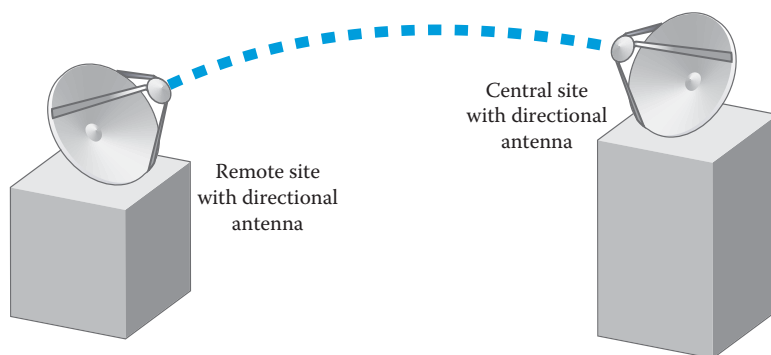 Remote site
with directional
antenna
Central site
with directional
antenna